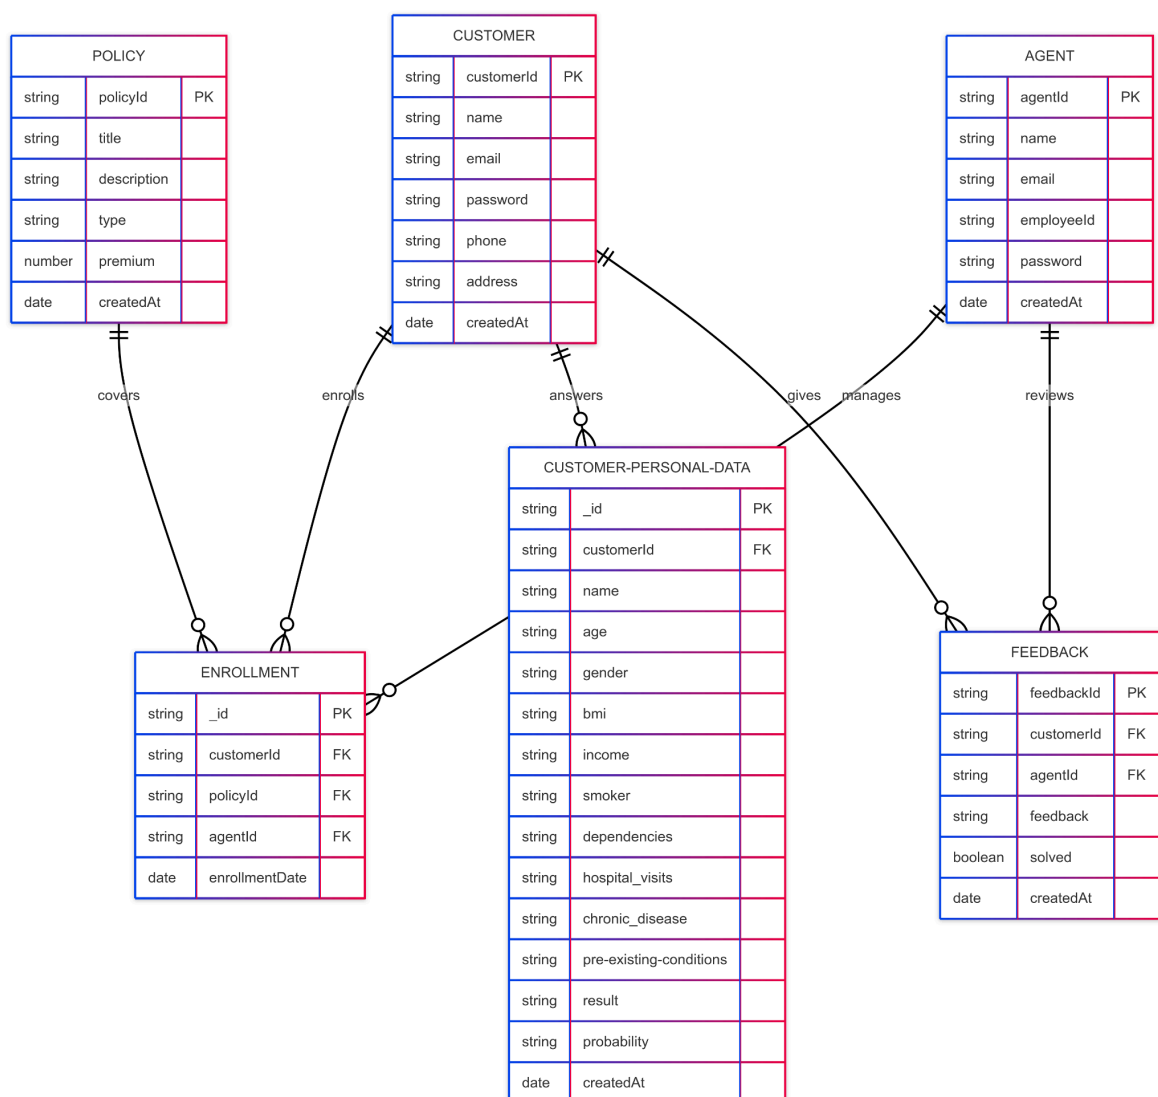 POLICY
string policyId PK
string title
string description
string type
number premium
date createdAt
CUSTOMER
string customerId PK
string name
string email
string password
string phone
string address
date createdAt
AGENT
string agentId PK
string name
string email
string employeeId
string password
date createdAt
covers
enrolls
answers
gives
manages
reviews
CUSTOMER-PERSONAL-DATA
string _id PK
string customerId FK
string name
string age
string gender
string bmi
string income
string smoker
string dependencies
string hospital_visits
string chronic_disease
string pre-existing-conditions
string result
string probability
date createdAt
ENROLLMENT
string _id PK
string customerId FK
string policyId FK
string agentId FK
date enrollmentDate
FEEDBACK
string feedbackId PK
string customerId FK
string agentId FK
string feedback
boolean solved
date createdAt